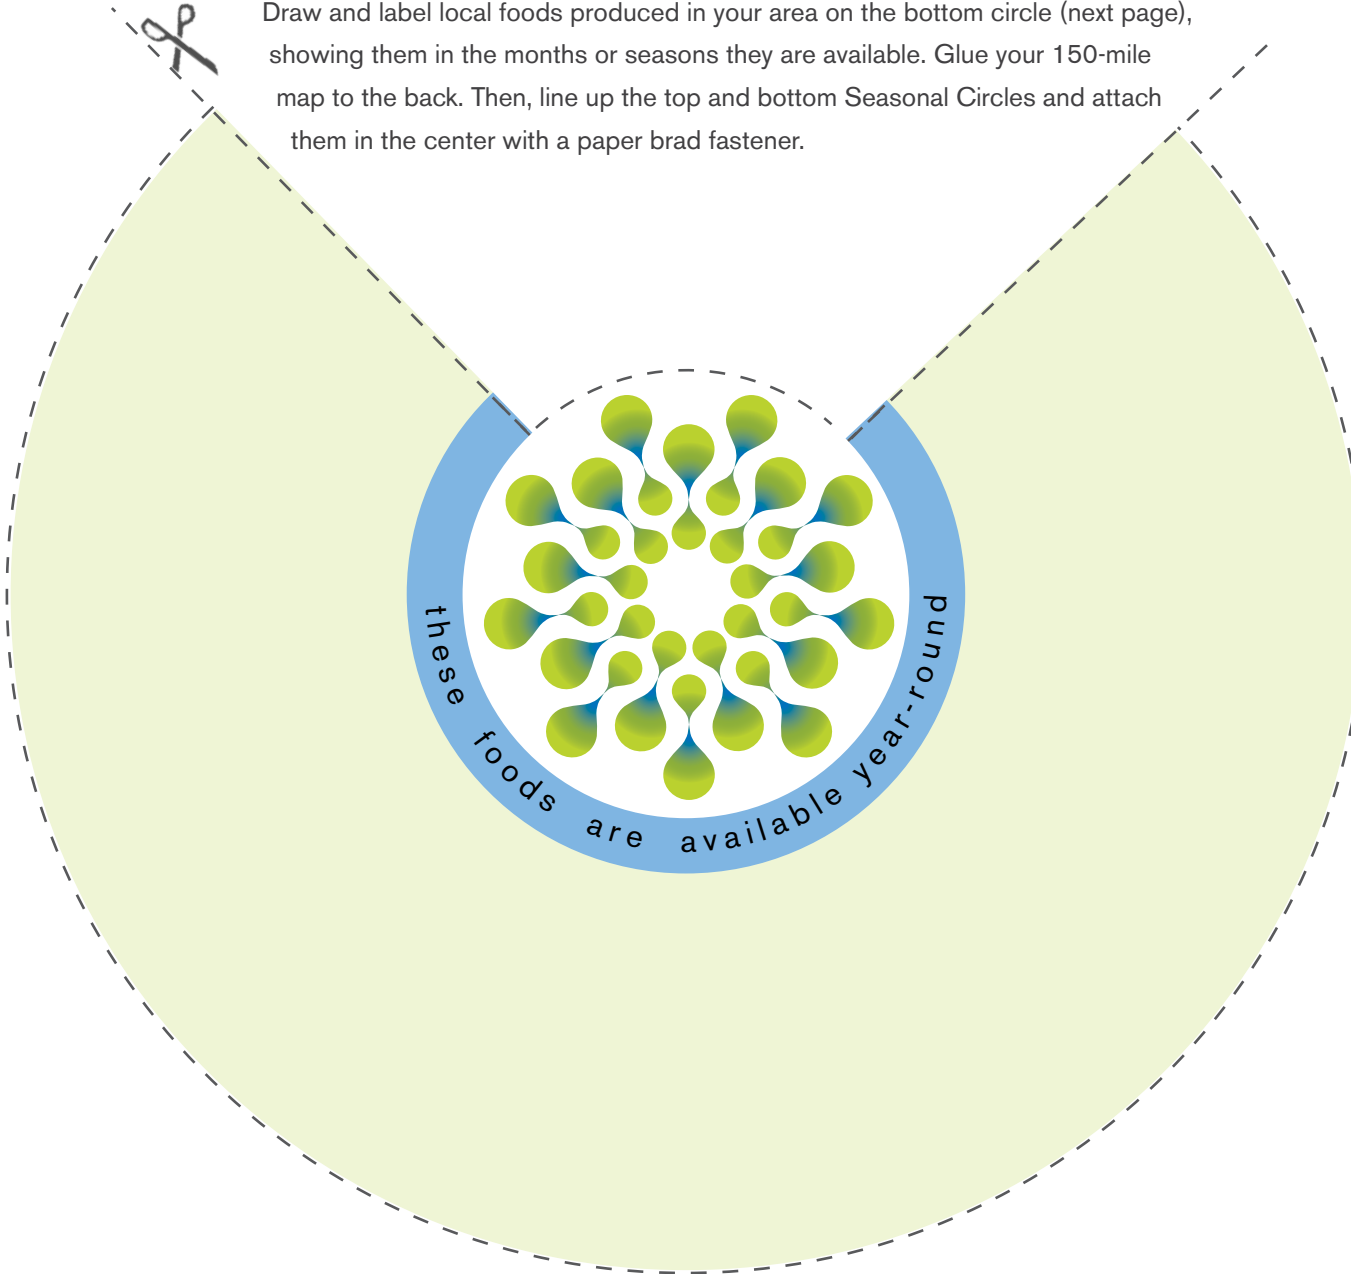 Draw and label local foods produced in your area on the bottom circle (next page),
showing them in the months or seasons they are available. Glue your 150-mile
map to the back. Then, line up the top and bottom Seasonal Circles and attach
them in the center with a paper brad fastener.
these foods are available year-round